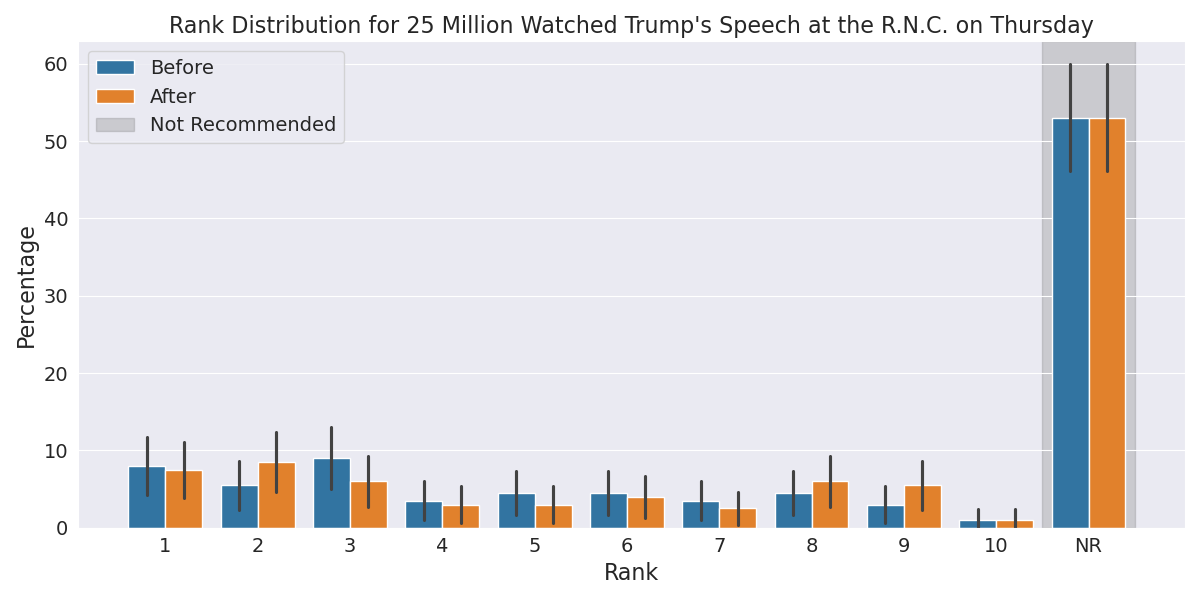 Rank Distribution for 25 Million Watched Trump's Speech at the R.N.C. on Thursday
Before
After
Not Recommended
Percentage
60
50
40
30
20
10
0
1 2 3 4 5 6 7 8 9 10 NR
Rank